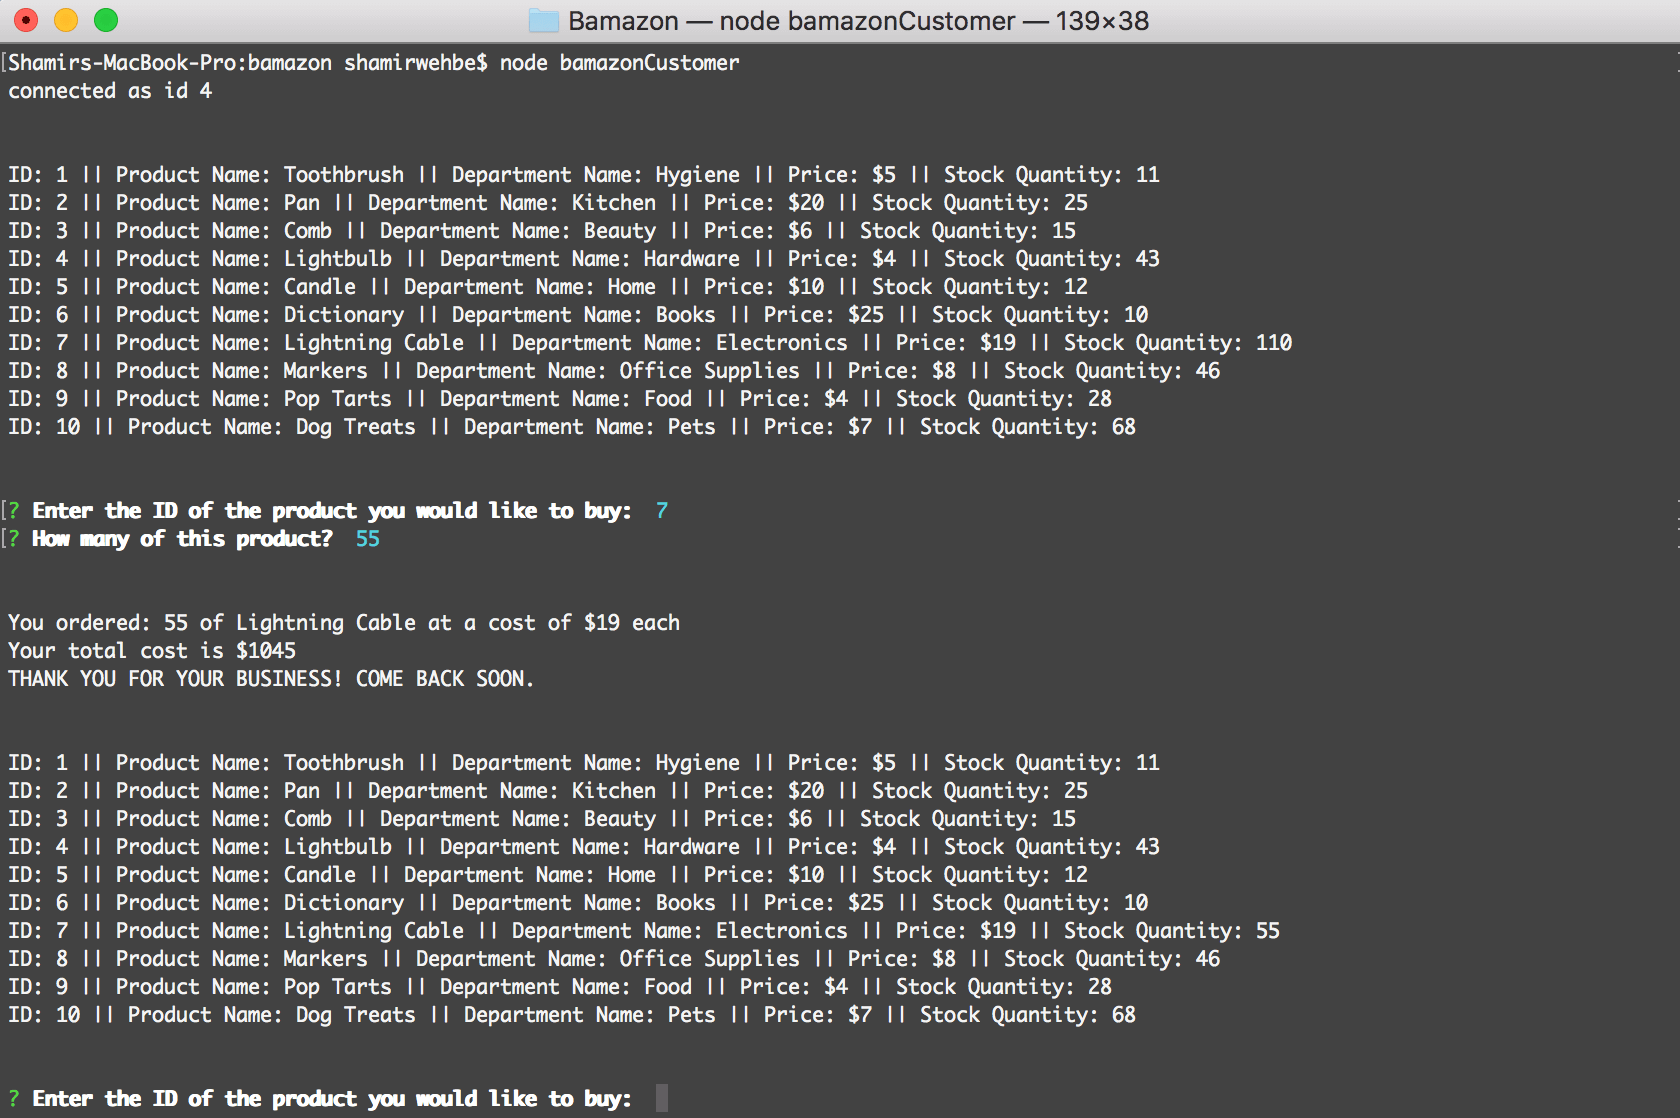 Bamazon — node bamazonCustomer — 139×38
[Shamirs-MacBook-Pro:bamazon shamirwehbe$ node bamazonCustomer
connected as id 4
ID: 1 || Product Name: Toothbrush || Department Name: Hygiene || Price: $5 || Stock Quantity: 11
ID: 2 || Product Name: Pan || Department Name: Kitchen || Price: $20 || Stock Quantity: 25
ID: 3 || Product Name: Comb || Department Name: Beauty || Price: $6 || Stock Quantity: 15
ID: 4 || Product Name: Lightbulb || Department Name: Hardware || Price: $4 || Stock Quantity: 43
ID: 5 || Product Name: Candle || Department Name: Home || Price: $10 || Stock Quantity: 12
ID: 6 || Product Name: Dictionary || Department Name: Books || Price: $25 || Stock Quantity: 10
ID: 7 || Product Name: Lightning Cable || Department Name: Electronics || Price: $19 || Stock Quantity: 110
ID: 8 || Product Name: Markers || Department Name: Office Supplies || Price: $8 || Stock Quantity: 46
ID: 9 || Product Name: Pop Tarts || Department Name: Food || Price: $4 || Stock Quantity: 28
ID: 10 || Product Name: Dog Treats || Department Name: Pets || Price: $7 || Stock Quantity: 68
[? Enter the ID of the product you would like to buy:  7
[? How many of this product?  55
You ordered: 55 of Lightning Cable at a cost of $19 each
Your total cost is $1045
THANK YOU FOR YOUR BUSINESS! COME BACK SOON.
ID: 1 || Product Name: Toothbrush || Department Name: Hygiene || Price: $5 || Stock Quantity: 11
ID: 2 || Product Name: Pan || Department Name: Kitchen || Price: $20 || Stock Quantity: 25
ID: 3 || Product Name: Comb || Department Name: Beauty || Price: $6 || Stock Quantity: 15
ID: 4 || Product Name: Lightbulb || Department Name: Hardware || Price: $4 || Stock Quantity: 43
ID: 5 || Product Name: Candle || Department Name: Home || Price: $10 || Stock Quantity: 12
ID: 6 || Product Name: Dictionary || Department Name: Books || Price: $25 || Stock Quantity: 10
ID: 7 || Product Name: Lightning Cable || Department Name: Electronics || Price: $19 || Stock Quantity: 55
ID: 8 || Product Name: Markers || Department Name: Office Supplies || Price: $8 || Stock Quantity: 46
ID: 9 || Product Name: Pop Tarts || Department Name: Food || Price: $4 || Stock Quantity: 28
ID: 10 || Product Name: Dog Treats || Department Name: Pets || Price: $7 || Stock Quantity: 68
? Enter the ID of the product you would like to buy: